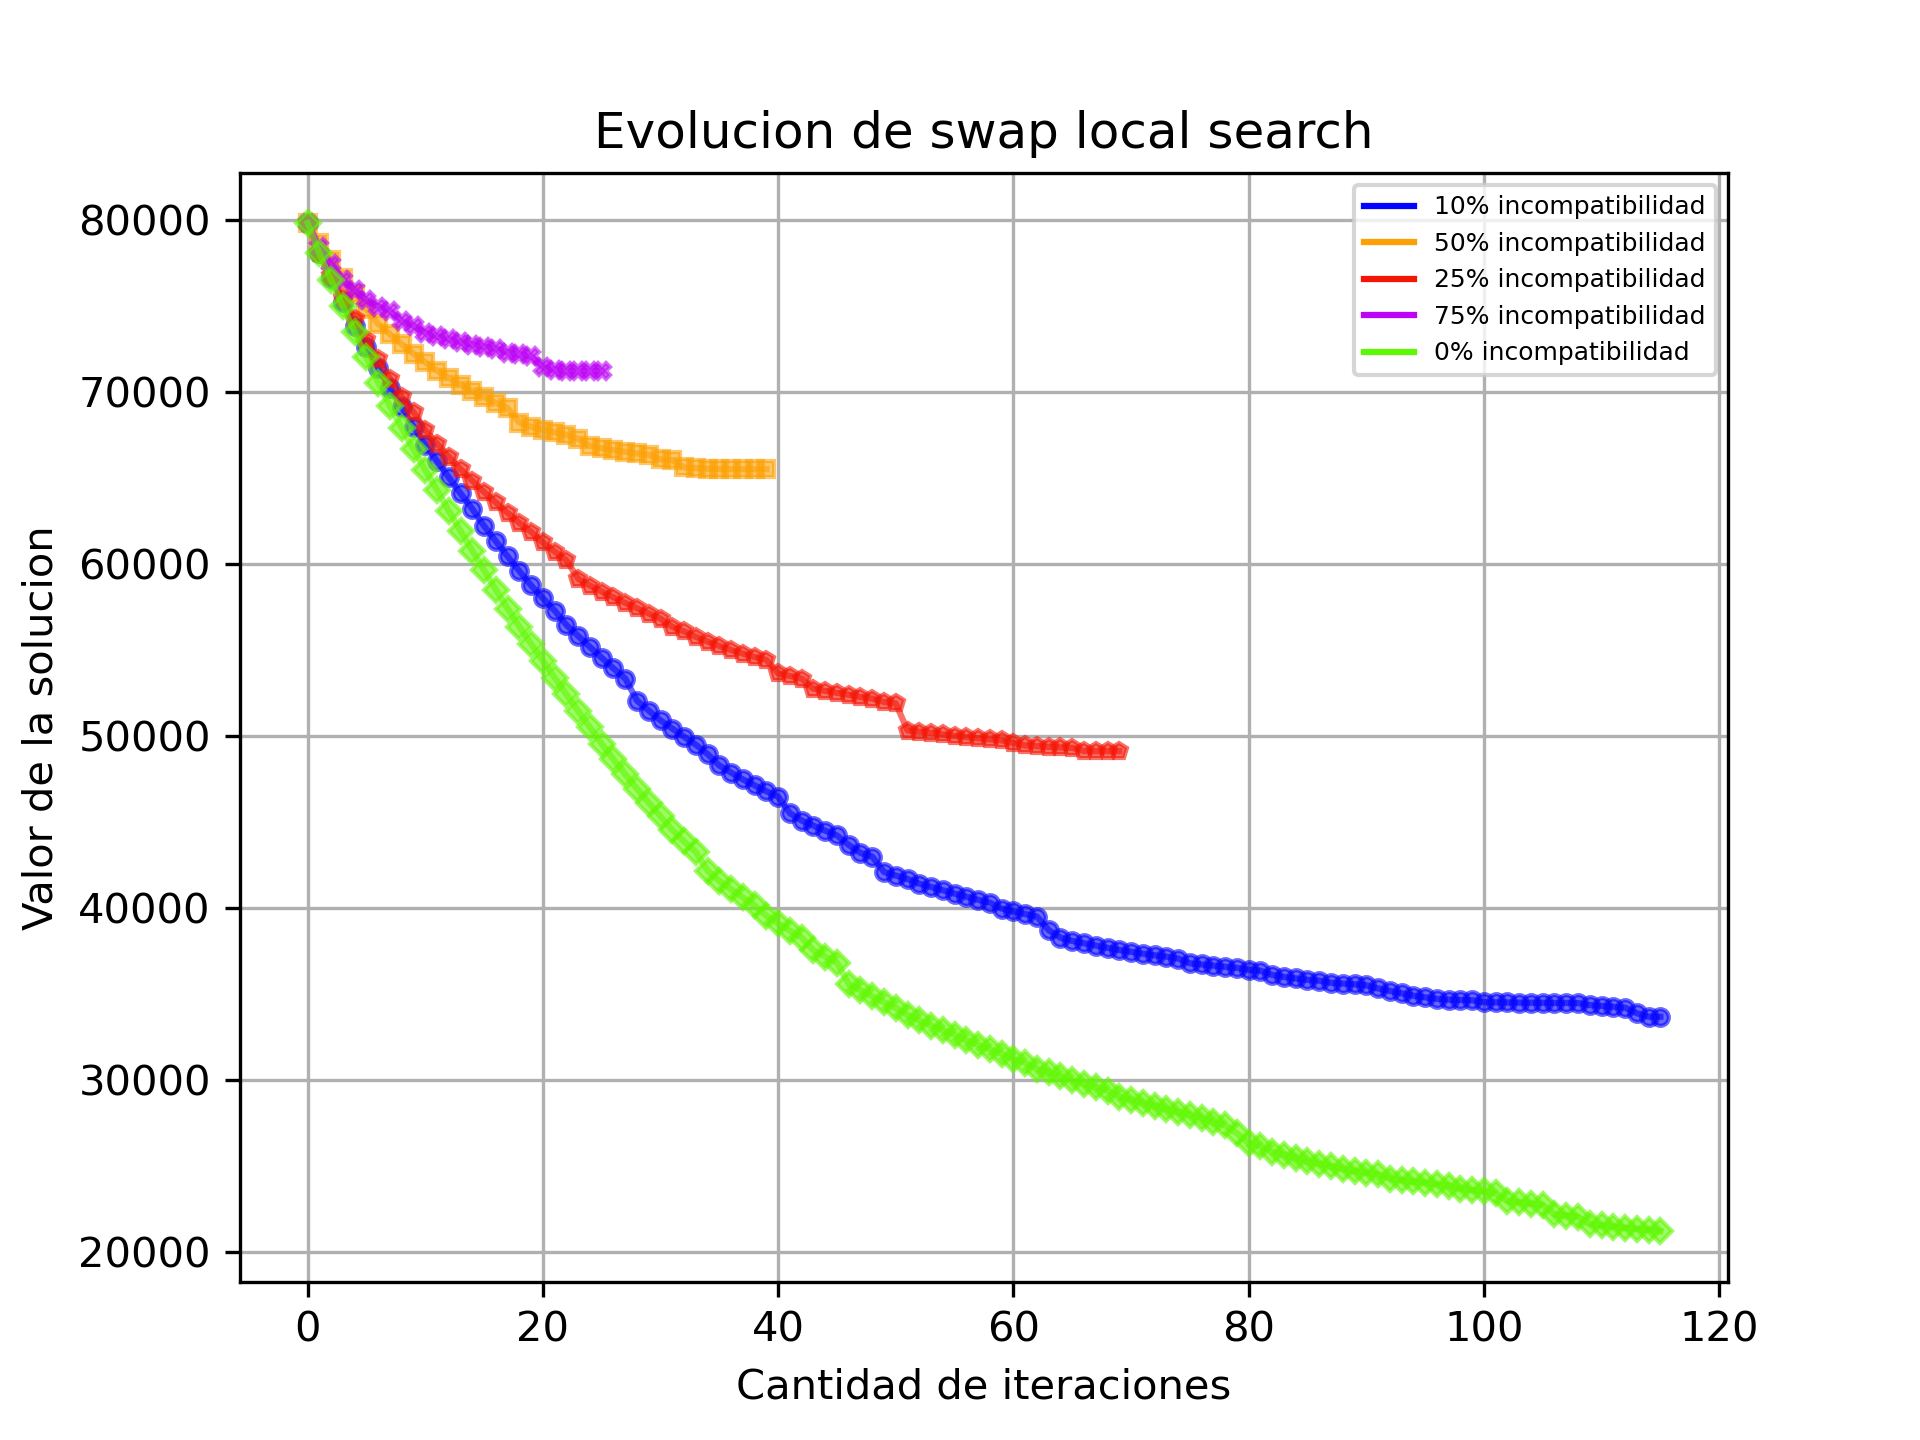 Evolucion de swap local search
10% incompatibilidad
50% incompatibilidad
25% incompatibilidad
75% incompatibilidad
0% incompatibilidad
Valor de la solucion
80000
70000
60000
50000
40000
30000
20000
0 20 40 60 80 100 120
Cantidad de iteraciones